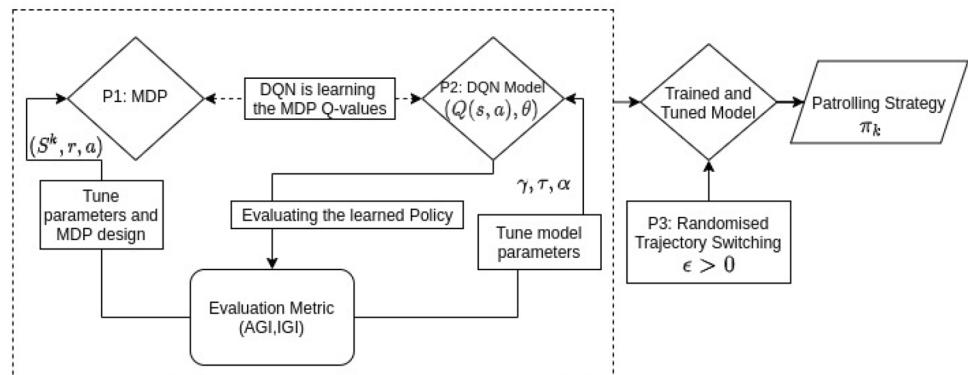 P1: MDP
DQN is learning
the MDP Q-values
P2: DQN Model
(Q(s, a), θ)
Trained and
Tuned Model
Patrolling Strategy
π_k
(S^k, r, a)
Tune
parameters and
MDP design
Evaluating the learned Policy
γ, τ, α
Tune model
parameters
P3: Randomised
Trajectory Switching
ϵ > 0
Evaluation Metric
(AGI,IGI)